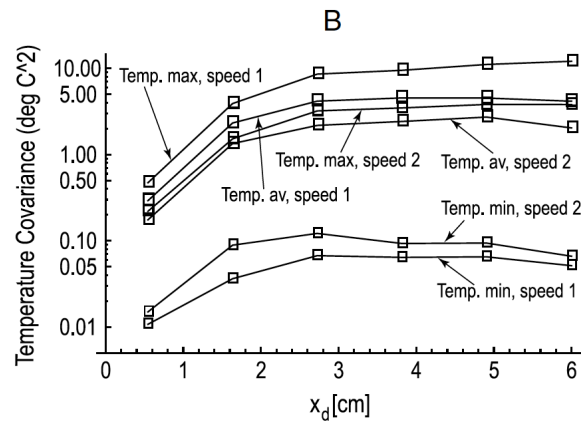 B
Temperature Covariance (deg C^2)
10.00
5.00
1.00
0.50
0.10
0.05
0.01
Temp. max, speed 1
Temp. max, speed 2
Temp. av, speed 2
Temp. av, speed 1
Temp. min, speed 2
Temp. min, speed 1
0 1 2 3 4 5 6
x_d [cm]